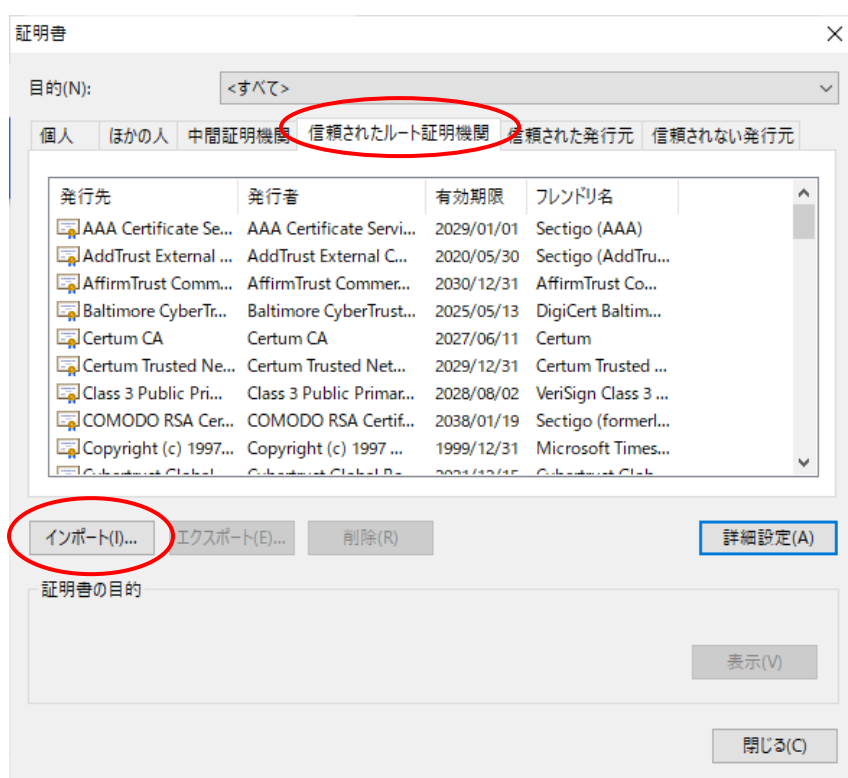 証明書
目的(N): <すべて>
個人 ほかの人 中間証明機関 信頼されたルート証明機関 信頼された発行元 信頼されない発行元
発行先 発行者 有効期限 フレンドリ名
AAA Certificate Se... AAA Certificate Servi... 2029/01/01 Sectigo (AAA)
AddTrust External ... AddTrust External C... 2020/05/30 Sectigo (AddTru...
AffirmTrust Comm... AffirmTrust Commer... 2030/12/31 AffirmTrust Co...
Baltimore CyberTr... Baltimore CyberTrust... 2025/05/13 DigiCert Baltim...
Certum CA Certum CA 2027/06/11 Certum
Certum Trusted Ne... Certum Trusted Net... 2029/12/31 Certum Trusted ...
Class 3 Public Pri... Class 3 Public Primar... 2028/08/02 VeriSign Class 3 ...
COMODO RSA Cer... COMODO RSA Certif... 2038/01/19 Sectigo (formerl...
Copyright (c) 1997... Copyright (c) 1997 ... 1999/12/31 Microsoft Times...
インポート(I)... エクスポート(E)... 削除(R) 詳細設定(A)
証明書の目的
表示(V)
閉じる(C)